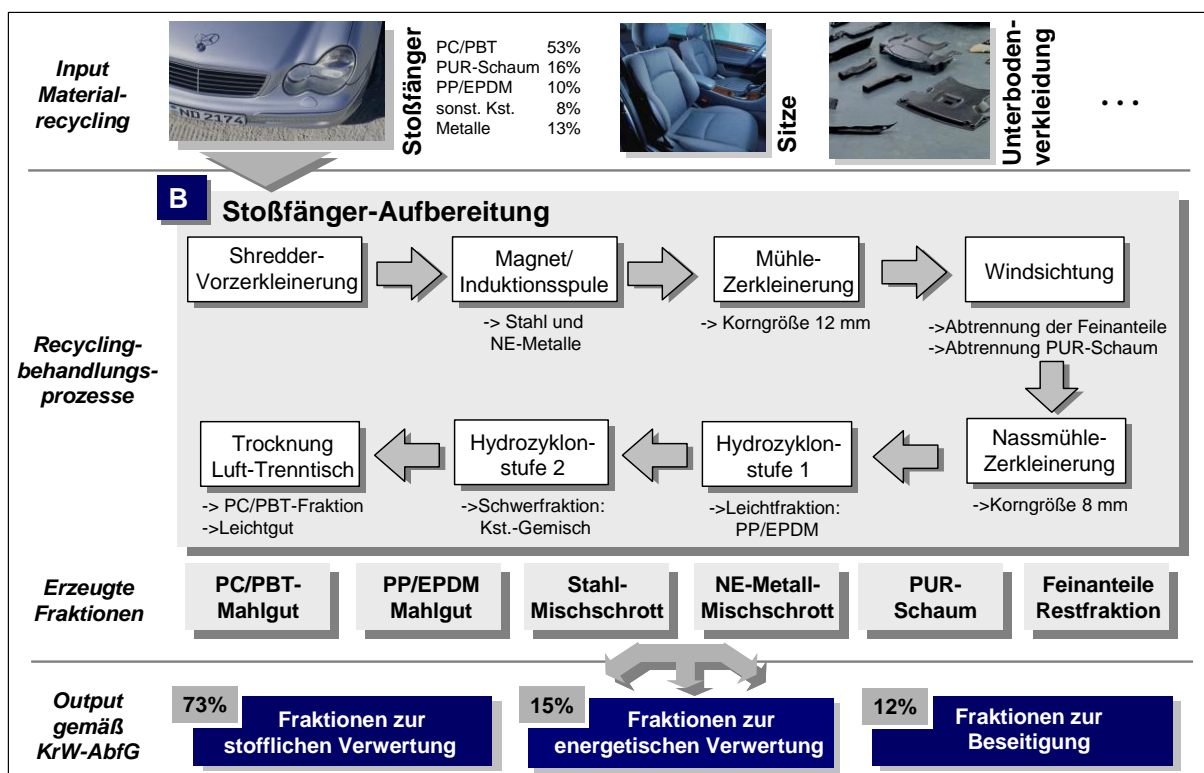 Input
Material-
recycling
ND 2174
Stoßfänger
PC/PBT 53%
PUR-Schaum 16%
PP/EPDM 10%
sonst. Kst. 8%
Metalle 13%
Sitze
Unterboden-
verkleidung
...
Recycling-
behandlungs-
prozesse
B
Stoßfänger-Aufbereitung
Shredder-
Vorzerkleinerung
Magnet/
Induktionsspule
-> Stahl und
NE-Metalle
Mühle-
Zerkleinerung
-> Korngröße 12 mm
Windsichtung
->Abtrennung der Feinanteile
->Abtrennung PUR-Schaum
Nassmühle-
Zerkleinerung
->Korngröße 8 mm
Hydrozyklon-
stufe 1
->Leichtfraktion:
PP/EPDM
Hydrozyklon-
stufe 2
->Schwerfraktion:
Kst.-Gemisch
Trocknung
Luft-Trenntisch
-> PC/PBT-Fraktion
->Leichtgut
Erzeugte
Fraktionen
PC/PBT-
Mahlgut
PP/EPDM
Mahlgut
Stahl-
Mischschrott
NE-Metall-
Mischschrott
PUR-
Schaum
Feinanteile
Restfraktion
Output
gemäß
KrW-AbfG
73%
Fraktionen zur
stofflichen Verwertung
15%
Fraktionen zur
energetischen Verwertung
12%
Fraktionen zur
Beseitigung